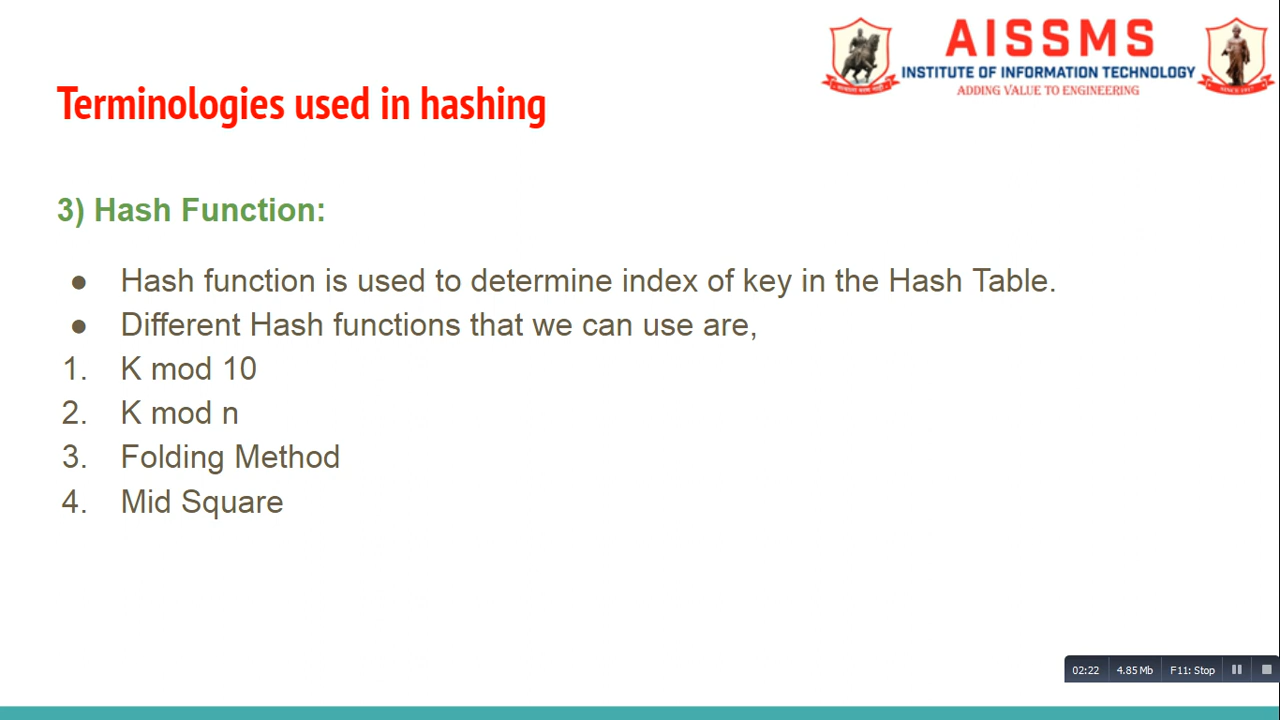 AISSMS
INSTITUTE OF INFORMATION TECHNOLOGY
ADDING VALUE TO ENGINEERING
Terminologies used in hashing
3) Hash Function:
● Hash function is used to determine index of key in the Hash Table.
● Different Hash functions that we can use are,
1. K mod 10
2. K mod n
3. Folding Method
4. Mid Square
02:22 4.85 Mb F11: Stop